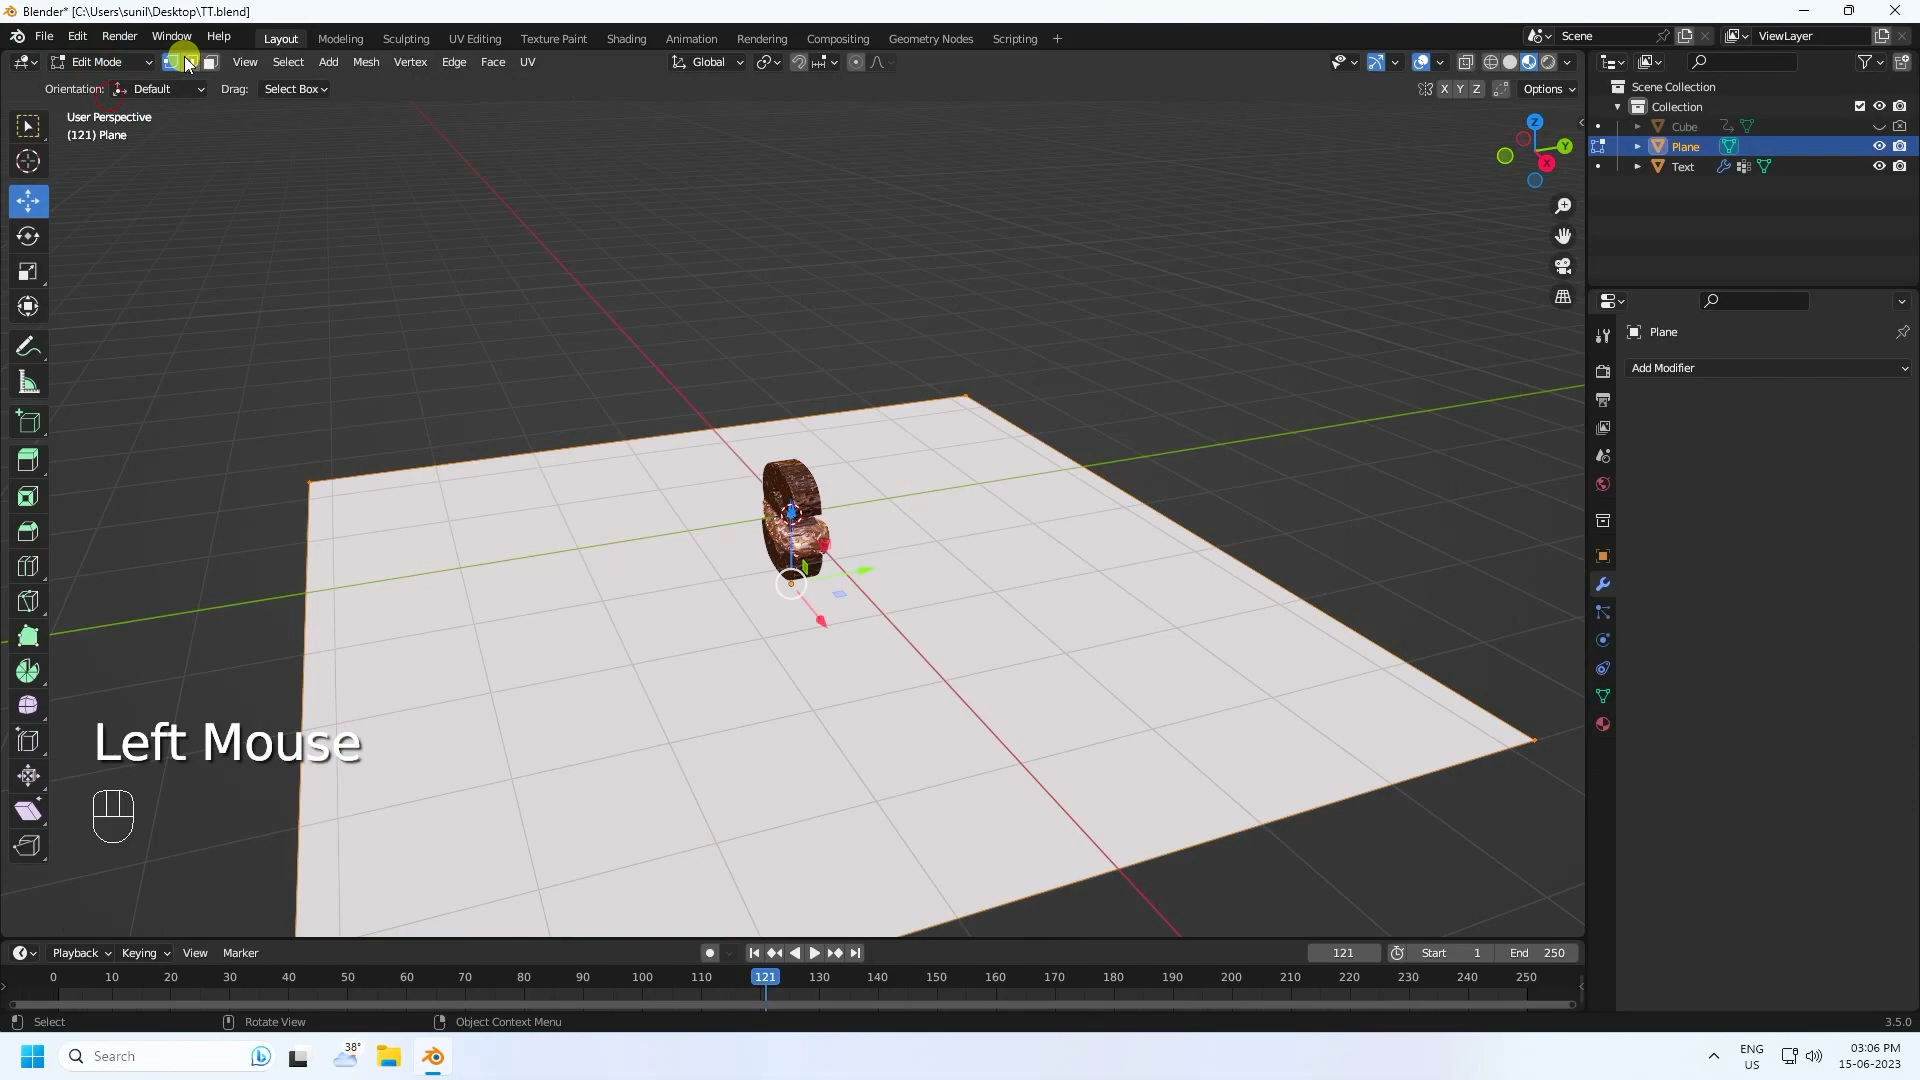 Blender* [C:\Users\sunil\Desktop\TT.blend]
File Edit Render Window Help Layout Modeling Sculpting UV Editing Texture Paint Shading Animation Rendering Compositing Geometry Nodes Scripting + Scene ViewLayer
Edit Mode View Select Add Mesh Vertex Edge Face UV Global
Orientation: Default Drag: Select Box X Y Z Options
User Perspective
(121) Plane
Z
Y
X
Scene Collection
Collection
Cube
Plane
Text
Plane
Add Modifier
Left Mouse
Playback Keying View Marker 121 Start 1 End 250
0 10 20 30 40 50 60 70 80 90 100 110 121 130 140 150 160 170 180 190 200 210 220 230 240 250
Select Rotate View Object Context Menu 3.5.0
Search 38° ENG US 03:06 PM 15-06-2023